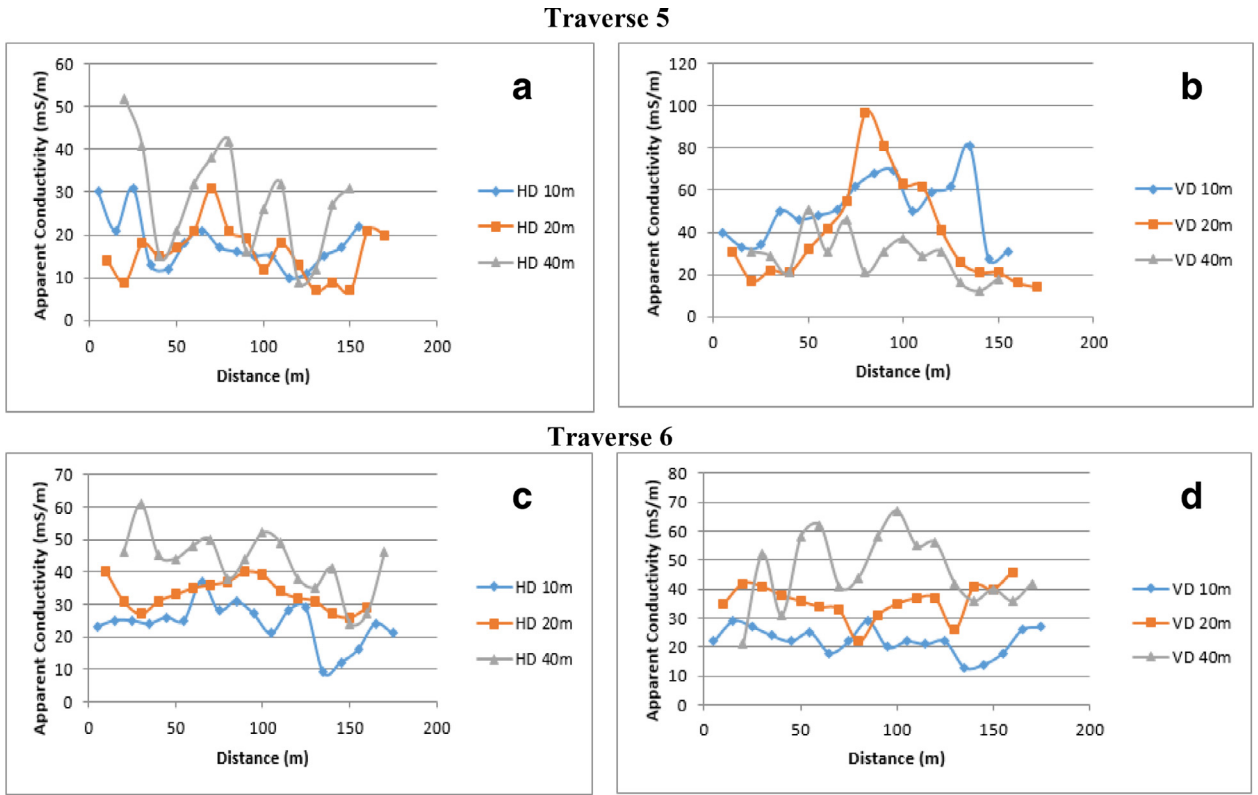 Traverse 5
a
Apparent Conductivity (mS/m)
60
50
40
30
20
10
0
0 50 100 150 200
Distance (m)
HD 10m
HD 20m
HD 40m
b
Apparent Conductivity (mS/m)
120
100
80
60
40
20
0
0 50 100 150 200
Distance (m)
VD 10m
VD 20m
VD 40m
Traverse 6
c
Apparent Conductivity (mS/m)
70
60
50
40
30
20
10
0
0 50 100 150 200
Distance (m)
HD 10m
HD 20m
HD 40m
d
Apparent Conductivity (mS/m)
80
70
60
50
40
30
20
10
0
0 50 100 150 200
Distance (m)
VD 10m
VD 20m
VD 40m